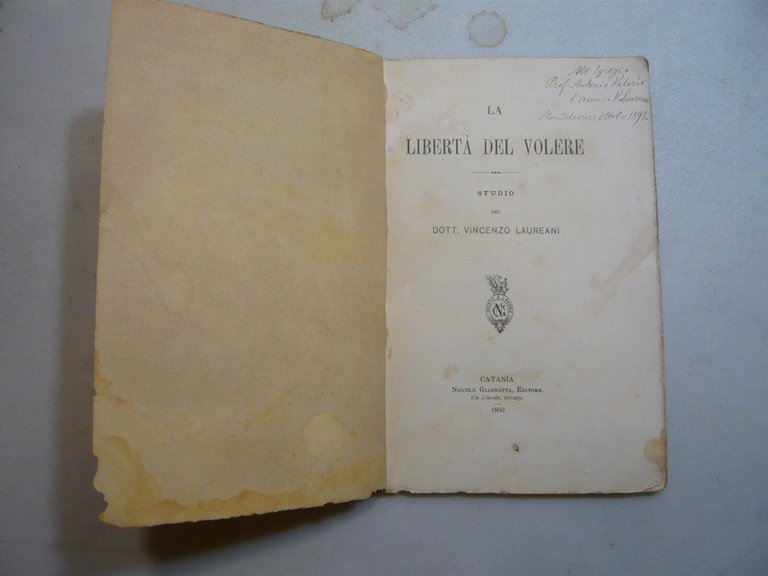 All' Egregio
Prof. Antonio Valerio
l'amico V. Laureani
Monteleone, ottobre 1893.
LA
LIBERTÀ DEL VOLERE
STUDIO
DEL
DOTT. VINCENZO LAUREANI
CATANIA
NICCOLÒ GIANNOTTA, EDITORE
Via Lincoln, 271-275.
1893